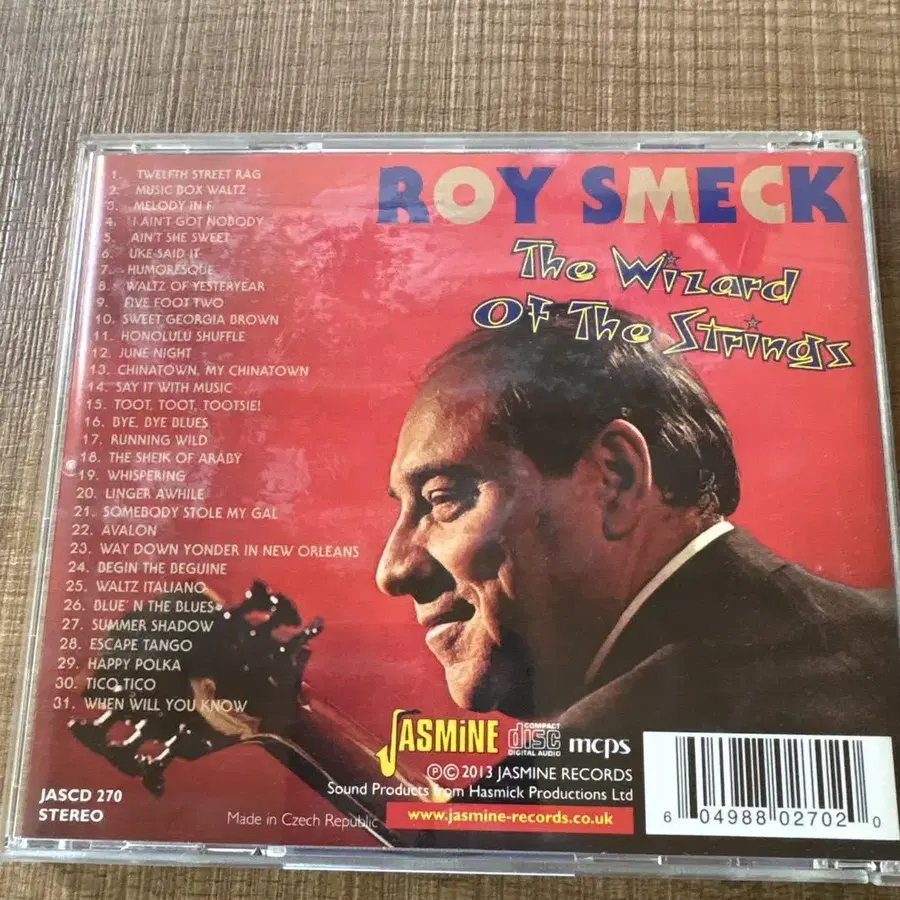 ROY SMECK
The Wizard
Of The Strings
1. TWELFTH STREET RAG
2. MUSIC BOX WALTZ
3. MELODY IN F
4. I AIN'T GOT NOBODY
5. AIN'T SHE SWEET
6. UKE SAID IT
7. HUMORESQUE
8. WALTZ OF YESTERYEAR
9. FIVE FOOT TWO
10. SWEET GEORGIA BROWN
11. HONOLULU SHUFFLE
12. JUNE NIGHT
13. CHINATOWN, MY CHINATOWN
14. SAY IT WITH MUSIC
15. TOOT, TOOT, TOOTSIE!
16. BYE, BYE BLUES
17. RUNNING WILD
18. THE SHEIK OF ARABY
19. WHISPERING
20. LINGER AWHILE
21. SOMEBODY STOLE MY GAL
22. AVALON
23. WAY DOWN YONDER IN NEW ORLEANS
24. BEGIN THE BEGUINE
25. WALTZ ITALIANO
26. BLUE 'N THE BLUES
27. SUMMER SHADOW
28. ESCAPE TANGO
29. HAPPY POLKA
30. TICO TICO
31. WHEN WILL YOU KNOW
JASMiNE
COMPACT
disc
DIGITAL AUDIO
mcps
℗© 2013 JASMINE RECORDS
Sound Products from Hasmick Productions Ltd
www.jasmine-records.co.uk
JASCD 270
STEREO
Made in Czech Republic
6 04988 02702 0